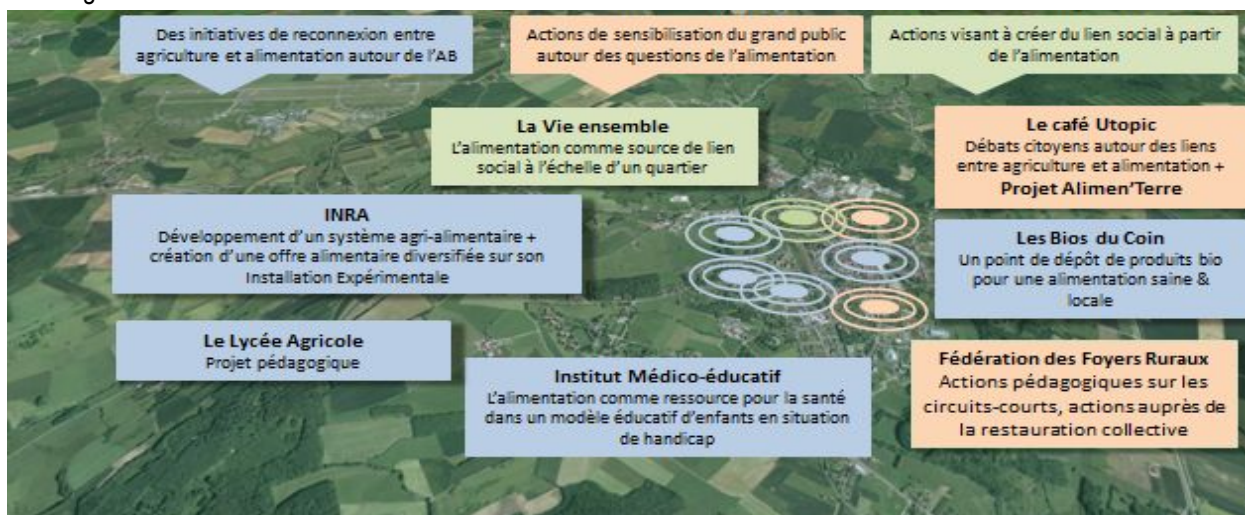 Des initiatives de reconnexion entre
agriculture et alimentation autour de l'AB
Actions de sensibilisation du grand public
autour des questions de l'alimentation
Actions visant à créer du lien social à partir
de l'alimentation
La Vie ensemble
L'alimentation comme source de lien
social à l'échelle d'un quartier
Le café Utopic
Débats citoyens autour des liens
entre agriculture et alimentation +
Projet Alimen'Terre
INRA
Développement d'un système agri-alimentaire +
création d'une offre alimentaire diversifiée sur son
Installation Expérimentale
Les Bios du Coin
Un point de dépôt de produits bio
pour une alimentation saine &
locale
Le Lycée Agricole
Projet pédagogique
Institut Médico-éducatif
L'alimentation comme ressource pour la santé
dans un modèle éducatif d'enfants en situation
de handicap
Fédération des Foyers Ruraux
Actions pédagogiques sur les
circuits-courts, actions auprès de
la restauration collective